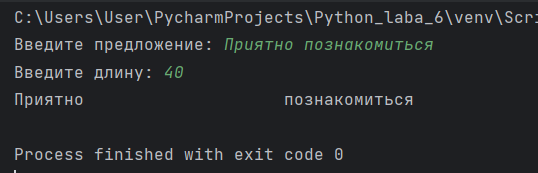 C:\Users\User\PycharmProjects\Python_laba_6\venv\Scri
Введите предложение: Приятно познакомиться
Введите длину: 40
Приятно                    познакомиться
Process finished with exit code 0